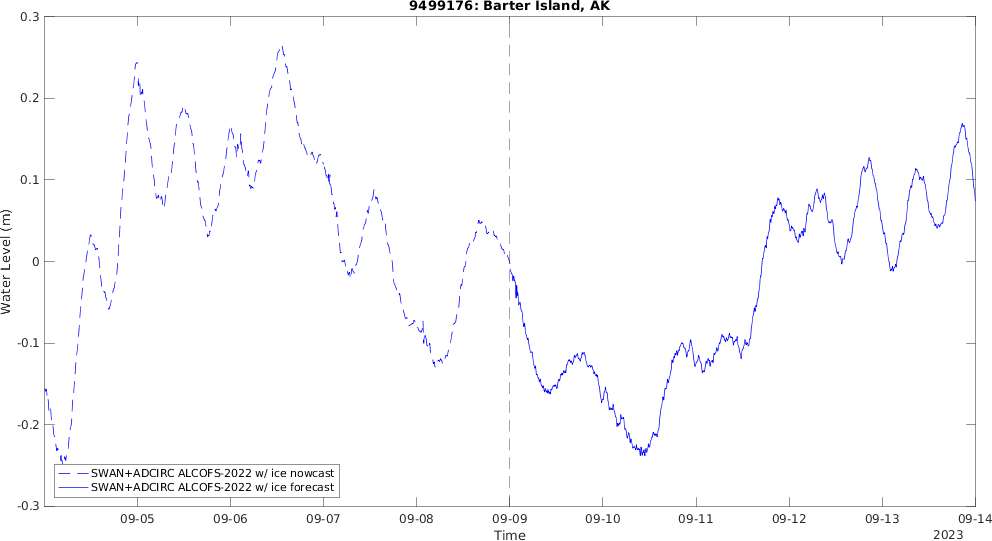 9499176: Barter Island, AK
0.3
0.2
0.1
0
-0.1
-0.2
-0.3
Water Level (m)
SWAN+ADCIRC ALCOFS-2022 w/ ice nowcast
SWAN+ADCIRC ALCOFS-2022 w/ ice forecast
09-05 09-06 09-07 09-08 09-09 09-10 09-11 09-12 09-13 09-14
Time
2023